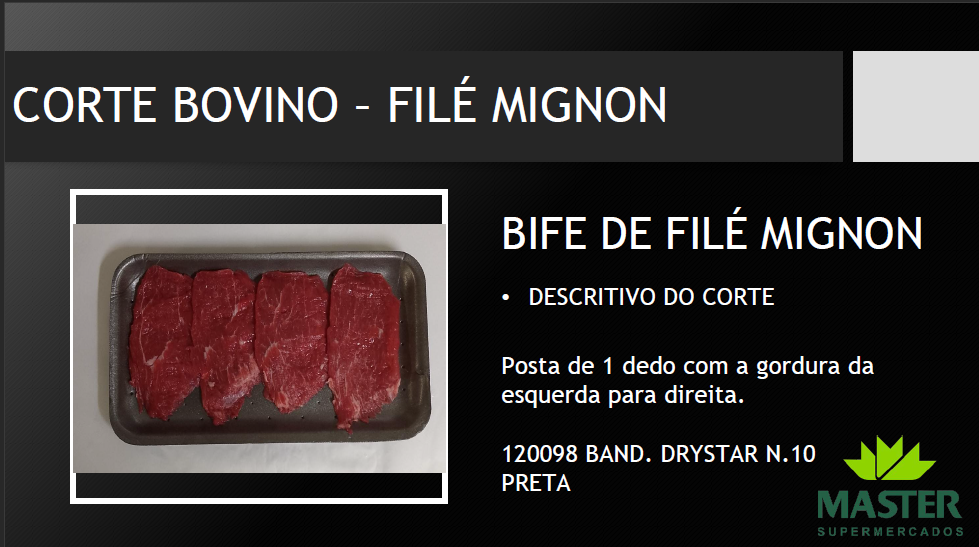 CORTE BOVINO – FILÉ MIGNON
BIFE DE FILÉ MIGNON
• DESCRITIVO DO CORTE
Posta de 1 dedo com a gordura da
esquerda para direita.
120098 BAND. DRYSTAR N.10
PRETA
MASTER
SUPERMERCADOS